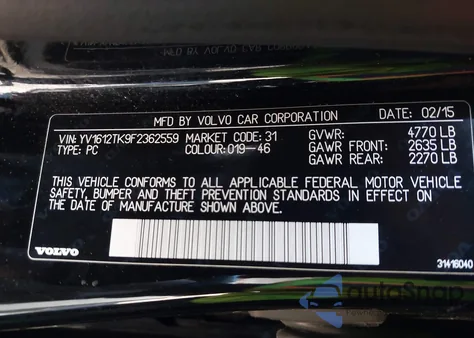 MFD BY VOLVO CAR CORPORATION DATE: 02/15
VIN: YV1612TK9F2362559 MARKET CODE: 31 GVWR: 4770 LB
TYPE: PC COLOUR: 019-46 GAWR FRONT: 2635 LB
GAWR REAR: 2270 LB
THIS VEHICLE CONFORMS TO ALL APPLICABLE FEDERAL MOTOR VEHICLE
SAFETY, BUMPER AND THEFT PREVENTION STANDARDS IN EFFECT ON
THE DATE OF MANUFACTURE SHOWN ABOVE.
VOLVO
31416040
autoSnap